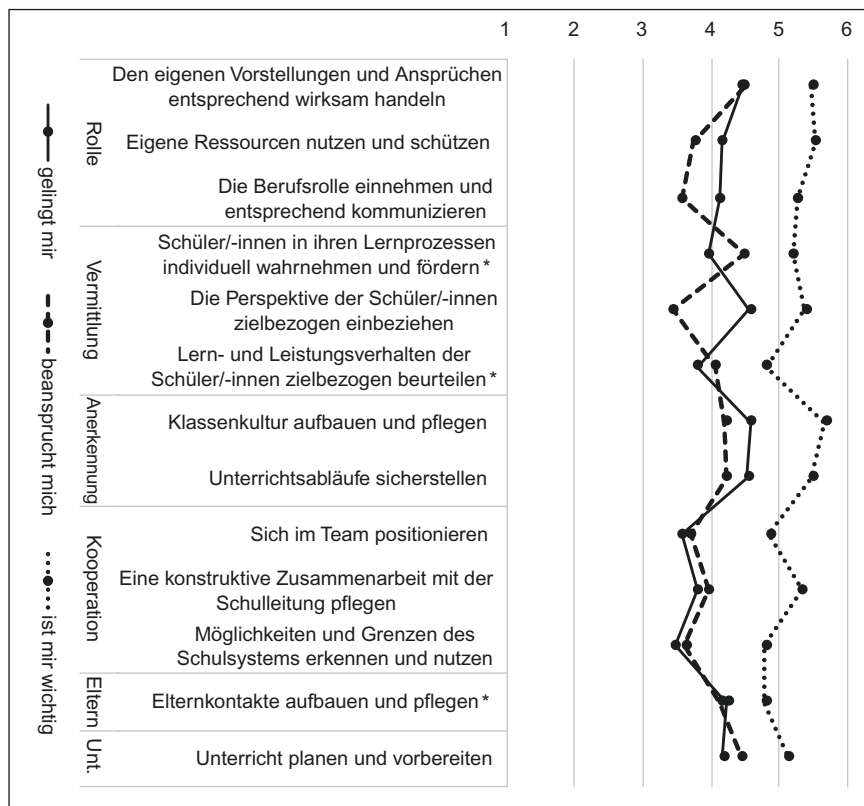 1 2 3 4 5 6
gelingt mir
beansprucht mich
ist mir wichtig
Rolle
Den eigenen Vorstellungen und Ansprüchen
entsprechend wirksam handeln
Eigene Ressourcen nutzen und schützen
Die Berufsrolle einnehmen und
entsprechend kommunizieren
Vermittlung
Schüler/-innen in ihren Lernprozessen
individuell wahrnehmen und fördern *
Die Perspektive der Schüler/-innen
zielbezogen einbeziehen
Lern- und Leistungsverhalten der
Schüler/-innen zielbezogen beurteilen *
Anerkennung
Klassenkultur aufbauen und pflegen
Unterrichtsabläufe sicherstellen
Kooperation
Sich im Team positionieren
Eine konstruktive Zusammenarbeit mit der
Schulleitung pflegen
Möglichkeiten und Grenzen des
Schulsystems erkennen und nutzen
Eltern
Elternkontakte aufbauen und pflegen *
Unt.
Unterricht planen und vorbereiten